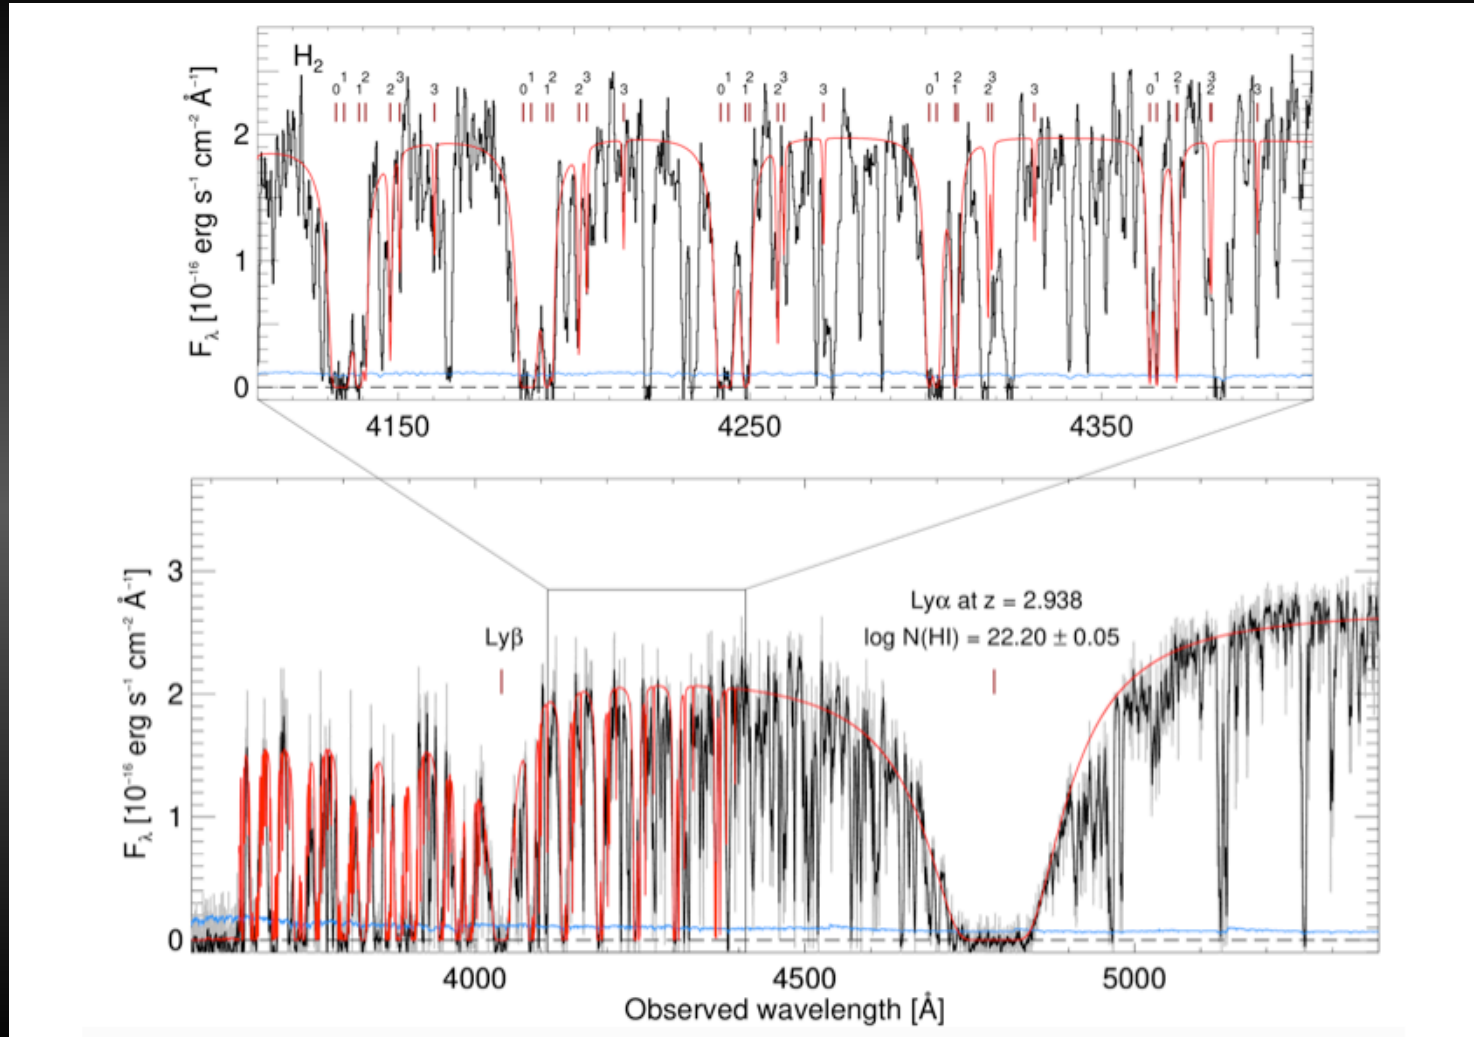 H₂
0 1 1 2 2 3 3 0 1 1 2 2 3 3 0 1 1 2 2 3 3 0 1 1 2 2 3 3 0 1 1 2 2 3 3
F_λ [10⁻¹⁶ erg s⁻¹ cm⁻² Å⁻¹]
2
1
0
4150 4250 4350
F_λ [10⁻¹⁶ erg s⁻¹ cm⁻² Å⁻¹]
3
2
1
0
Lyβ
Lyα at z = 2.938
log N(HI) = 22.20 ± 0.05
4000 4500 5000
Observed wavelength [Å]